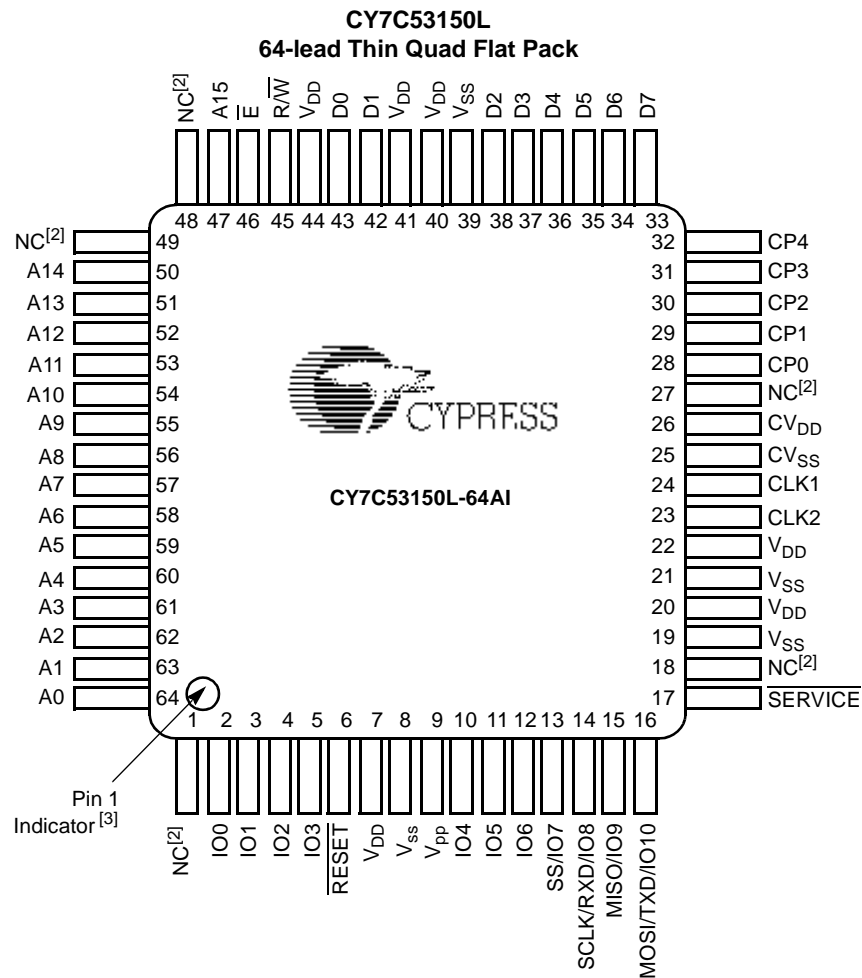 CY7C53150L
64-lead Thin Quad Flat Pack
NC[2] A15 E R/W VDD D0 D1 VDD VDD VSS D2 D3 D4 D5 D6 D7
48 47 46 45 44 43 42 41 40 39 38 37 36 35 34 33
NC[2] 49 32 CP4
A14 50 31 CP3
A13 51 30 CP2
A12 52 29 CP1
A11 53 28 CP0
A10 54 27 NC[2]
A9 55 26 CVDD
A8 56 25 CVSS
A7 57 24 CLK1
A6 58 23 CLK2
A5 59 22 VDD
A4 60 21 VSS
A3 61 20 VDD
A2 62 19 VSS
A1 63 18 NC[2]
A0 64 17 SERVICE
CYPRESS
CY7C53150L-64AI
1 2 3 4 5 6 7 8 9 10 11 12 13 14 15 16
Pin 1
Indicator [3]
NC[2] IO0 IO1 IO2 IO3 RESET VDD Vss Vpp IO4 IO5 IO6 SS/IO7 SCLK/RXD/IO8 MISO/IO9 MOSI/TXD/IO10